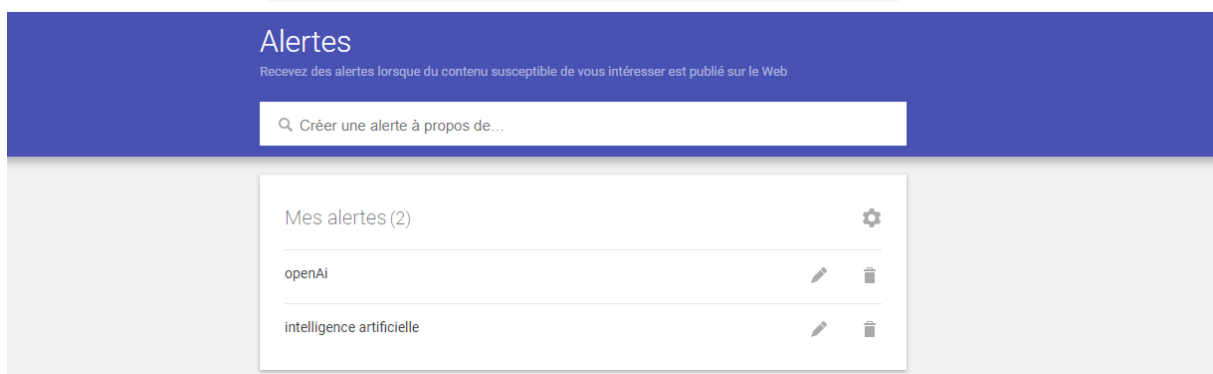 Alertes
Recevez des alertes lorsque du contenu susceptible de vous intéresser est publié sur le Web
Créer une alerte à propos de...
Mes alertes (2)
openAi
intelligence artificielle